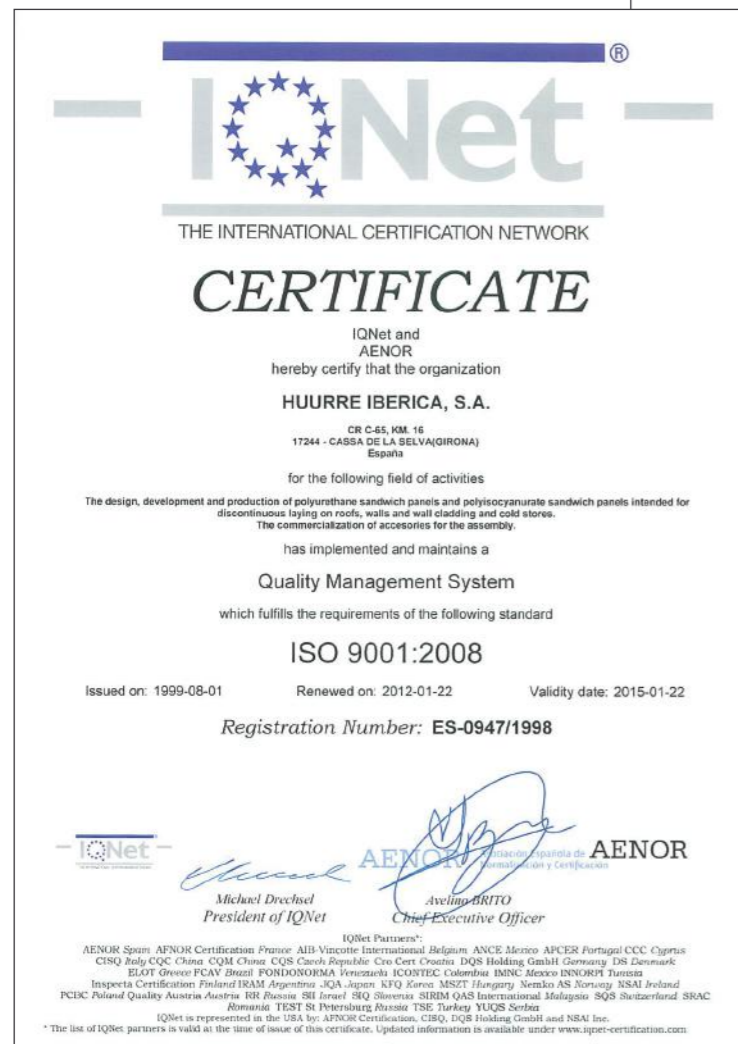 ®
IQNet
THE INTERNATIONAL CERTIFICATION NETWORK
CERTIFICATE
IQNet and
AENOR
hereby certify that the organization
HUURRE IBERICA, S.A.
CR C-65, KM. 16
17244 - CASSA DE LA SELVA(GIRONA)
España
for the following field of activities
The design, development and production of polyurethane sandwich panels and polyisocyanurate sandwich panels intended for
discontinuous laying on roofs, walls and wall cladding and cold stores.
The commercialization of accesories for the assembly.
has implemented and maintains a
Quality Management System
which fulfills the requirements of the following standard
ISO 9001:2008
Issued on: 1999-08-01 Renewed on: 2012-01-22 Validity date: 2015-01-22
Registration Number: ES-0947/1998
IQNet
AENOR Asociación Española de Normalización y Certificación AENOR
Michael Drechsel Avelino BRITO
President of IQNet Chief Executive Officer
IQNet Partners*:
AENOR Spain AFNOR Certification France AIB-Vinçotte International Belgium ANCE Mexico APCER Portugal CCC Cyprus
CISQ Italy CQC China CQM China CQS Czech Republic Cro Cert Croatia DQS Holding GmbH Germany DS Denmark
ELOT Greece FCAV Brazil FONDONORMA Venezuela ICONTEC Colombia IMNC Mexico INNORPI Tunisia
Inspecta Certification Finland IRAM Argentina JQA Japan KFQ Korea MSZT Hungary Nemko AS Norway NSAI Ireland
PCBC Poland Quality Austria Austria RR Russia SII Israel SIQ Slovenia SIRIM QAS International Malaysia SQS Switzerland SRAC
Romania TEST St Petersburg Russia TSE Turkey YUQS Serbia
IQNet is represented in the USA by: AFNOR Certification, CISQ, DQS Holding GmbH and NSAI Inc.
* The list of IQNet partners is valid at the time of issue of this certificate. Updated information is available under www.iqnet-certification.com